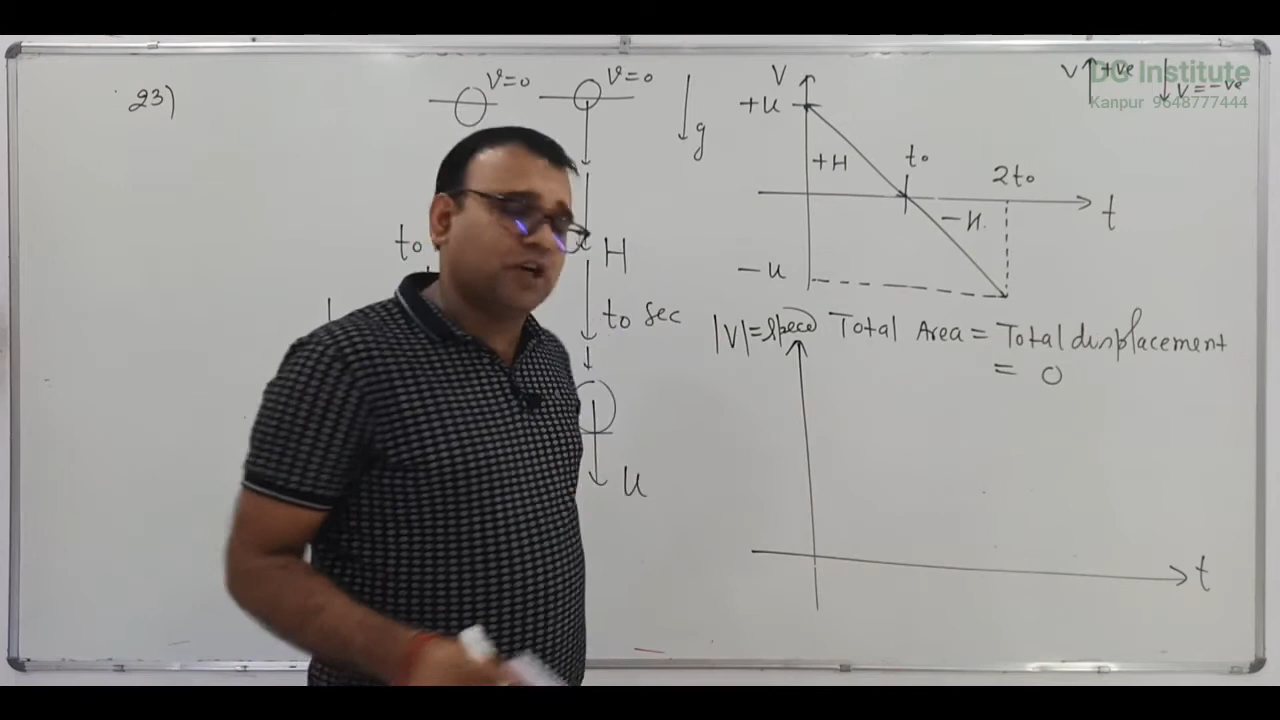 23)
V=0
V=0
g
to
H
to sec
u
V
+u
+H
to
2to
t
-H.
-u
V +ve
V=-ve
DG Institute
Kanpur 9648777444
|V|=speed
Total Area = Total displacement
= 0
t